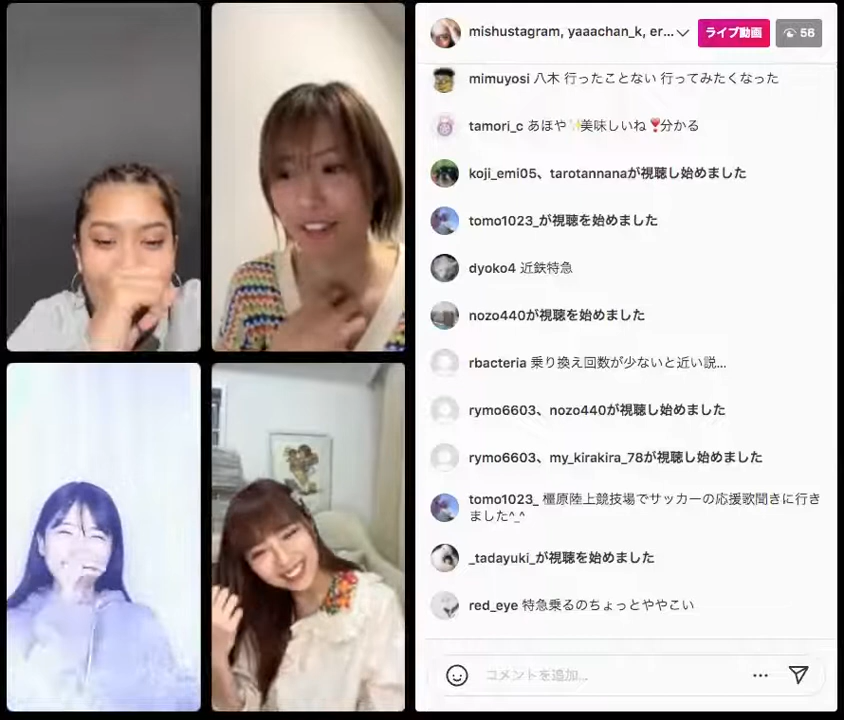 mishustagram, yaaachan_k, er...
ライブ動画
56
mimuyosi 八木 行ったことない 行ってみたくなった
tamori_c あほや✨美味しいね❣️分かる
koji_emi05、tarotannanaが視聴し始めました
tomo1023_が視聴を始めました
dyoko4 近鉄特急
nozo440が視聴を始めました
rbacteria 乗り換え回数が少ないと近い説...
rymo6603、nozo440が視聴し始めました
rymo6603、my_kirakira_78が視聴し始めました
tomo1023_ 橿原陸上競技場でサッカーの応援歌聞きに行き
ました^_^
_tadayuki_が視聴を始めました
red_eye 特急乗るのちょっとややこい
コメントを追加...